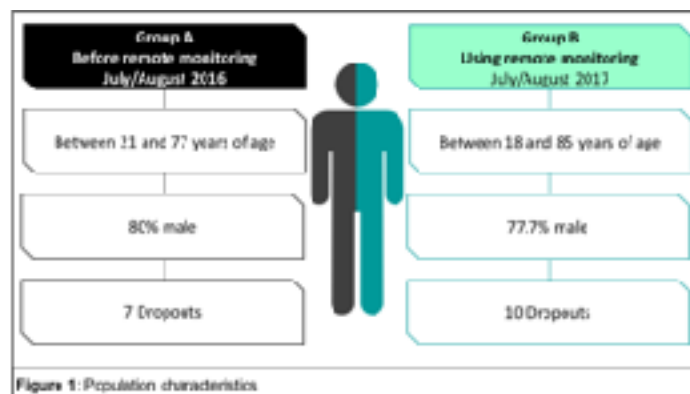 Group A
Before remote monitoring
July/August 2016
Between 21 and 77 years of age
80% male
7 Dropouts
Group B
Using remote monitoring
July/August 2017
Between 18 and 85 years of age
77.7% male
10 Dropouts
Figure 1: Population characteristics